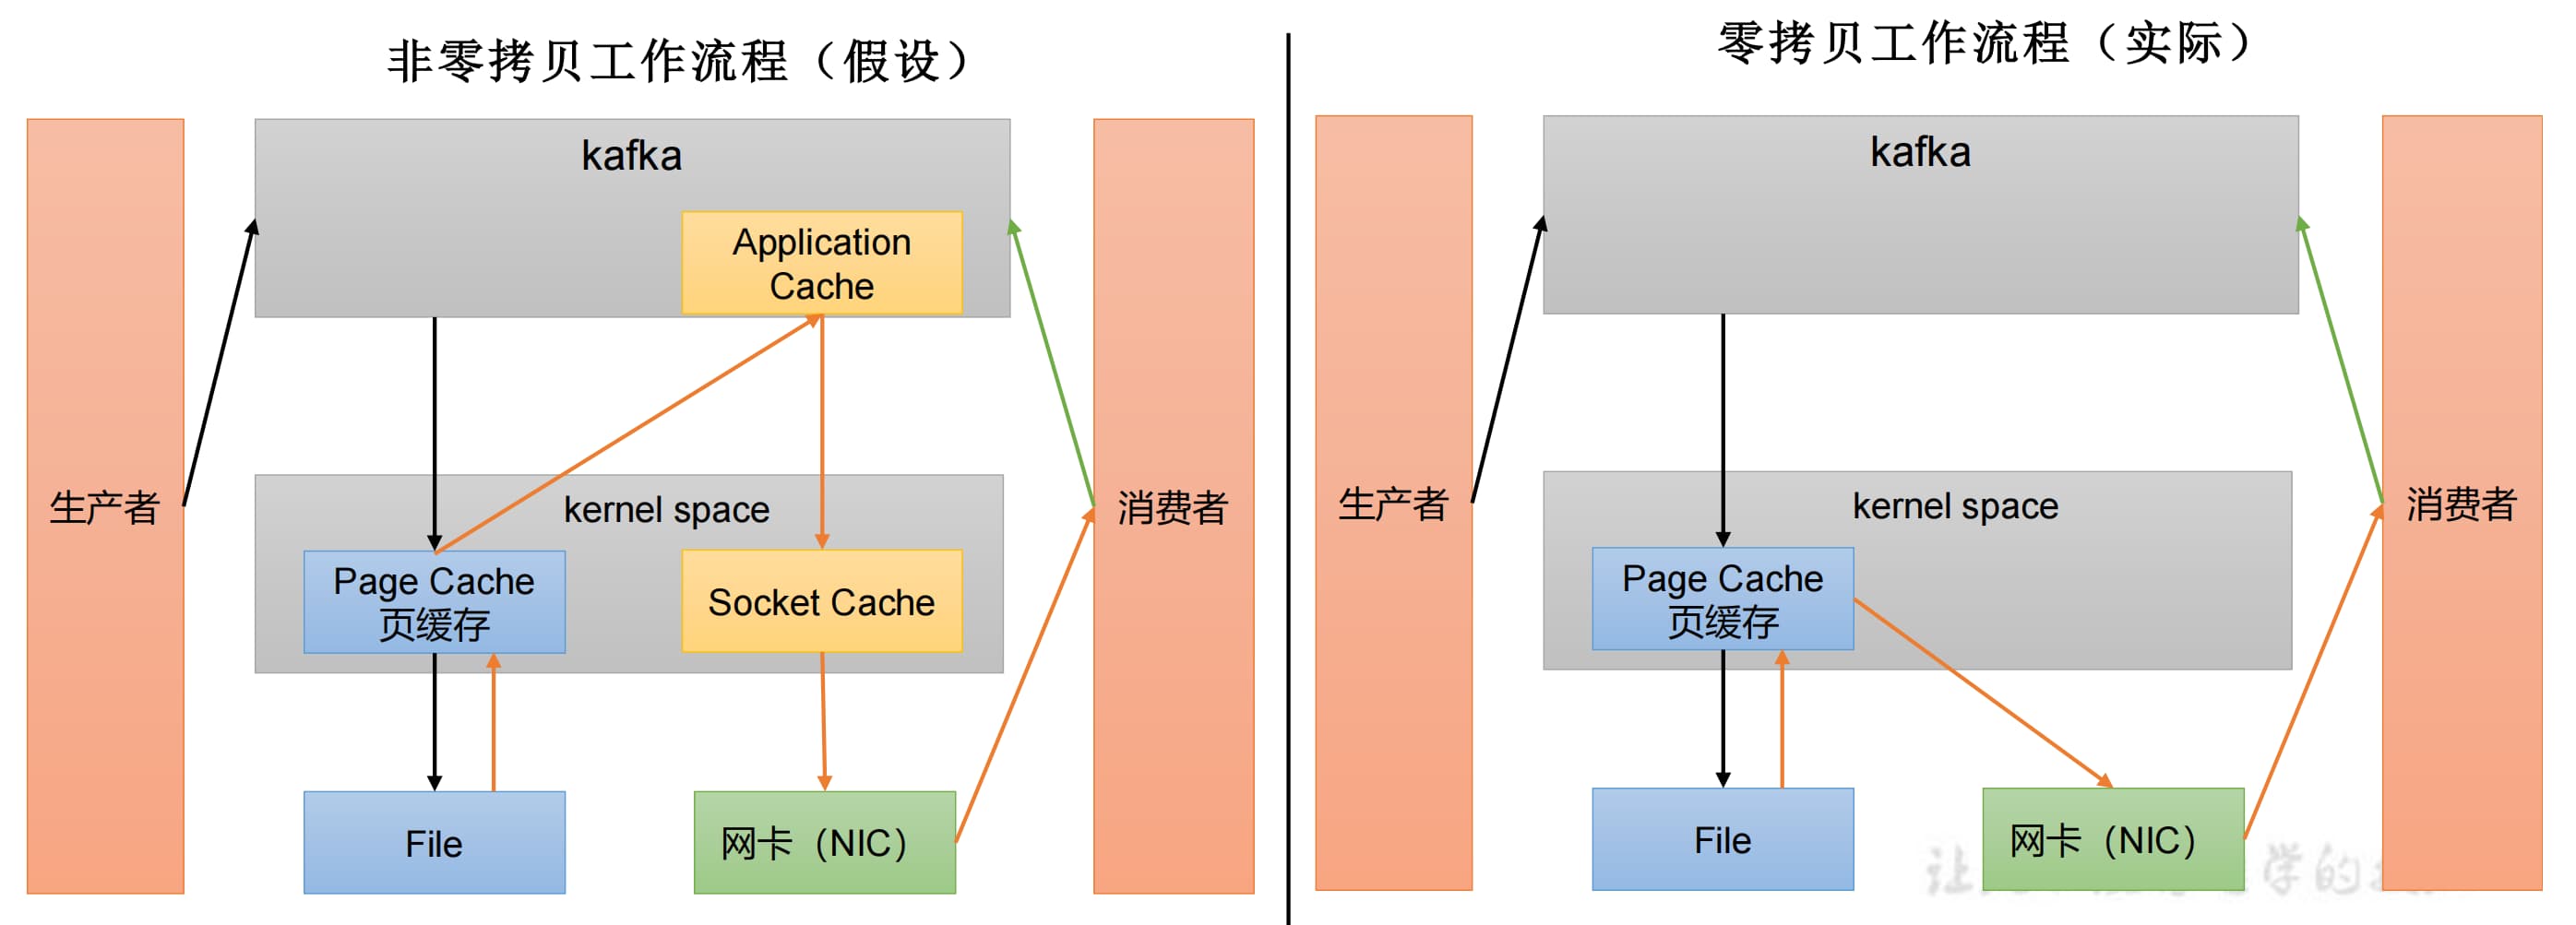 非零拷贝工作流程（假设）
kafka
Application
Cache
生产者
kernel space
Page Cache
页缓存
Socket Cache
消费者
File
网卡（NIC）
零拷贝工作流程（实际）
kafka
生产者
kernel space
Page Cache
页缓存
消费者
File
网卡（NIC）